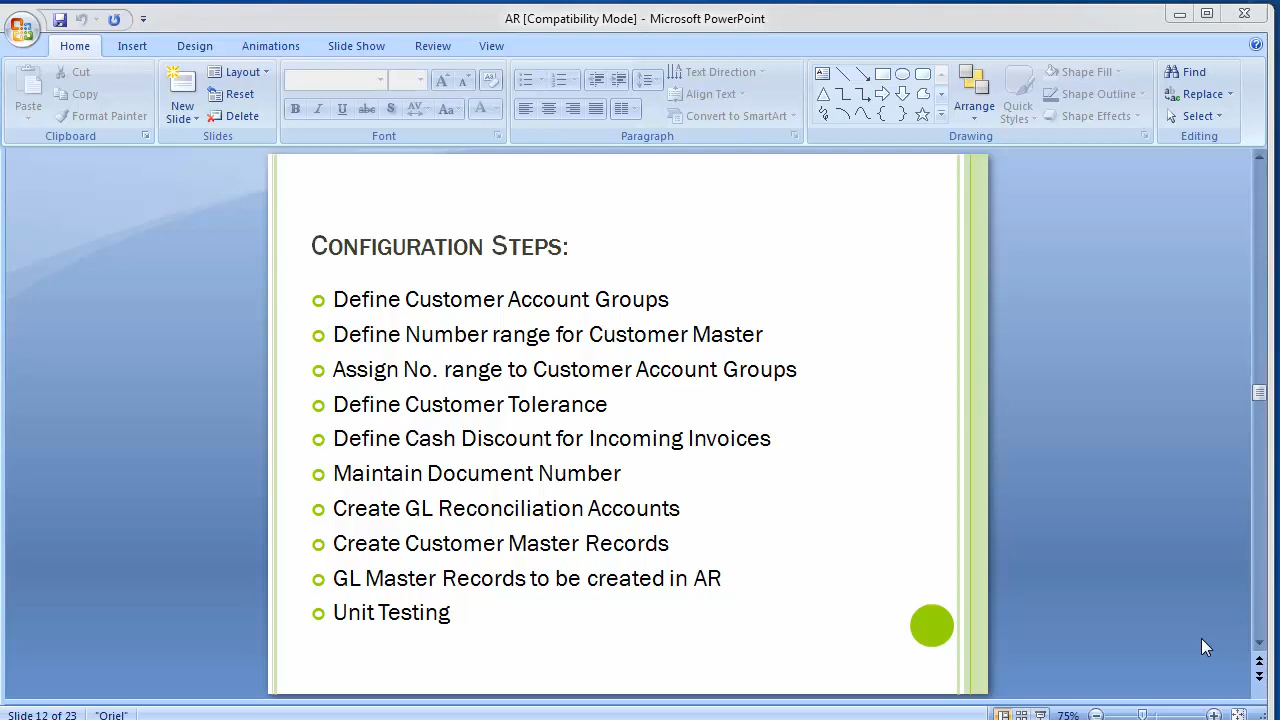 AR [Compatibility Mode] - Microsoft PowerPoint
Home Insert Design Animations Slide Show Review View
Paste
Cut
Copy
Format Painter
Clipboard
New Slide
Layout
Reset
Delete
Slides
B I U abc S AV Aa A
Font
Text Direction
Align Text
Convert to SmartArt
Paragraph
Arrange
Quick Styles
Shape Fill
Shape Outline
Shape Effects
Drawing
Find
Replace
Select
Editing
CONFIGURATION STEPS:
Define Customer Account Groups
Define Number range for Customer Master
Assign No. range to Customer Account Groups
Define Customer Tolerance
Define Cash Discount for Incoming Invoices
Maintain Document Number
Create GL Reconciliation Accounts
Create Customer Master Records
GL Master Records to be created in AR
Unit Testing
Slide 12 of 23 "Oriel" 75%